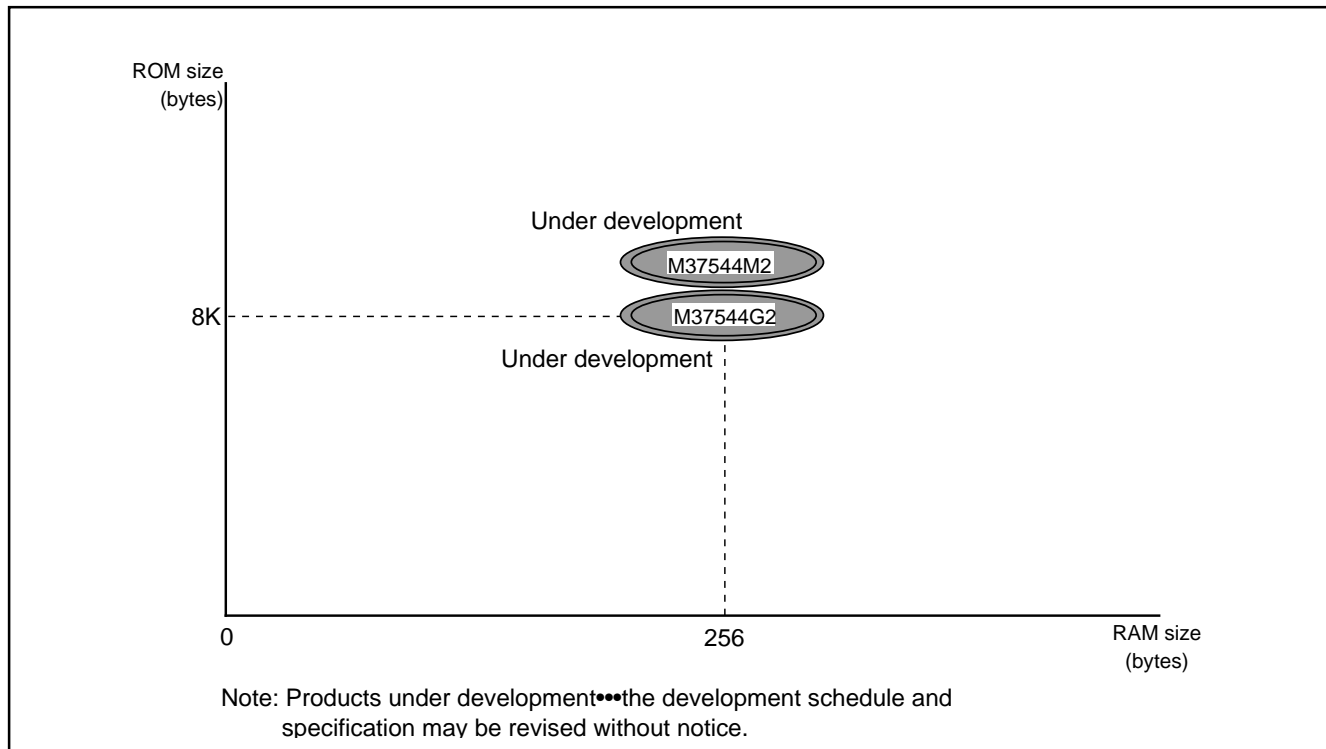 ROM size
(bytes)
Under development
M37544M2
8K
M37544G2
Under development
0
256
RAM size
(bytes)
Note: Products under development•••the development schedule and
specification may be revised without notice.